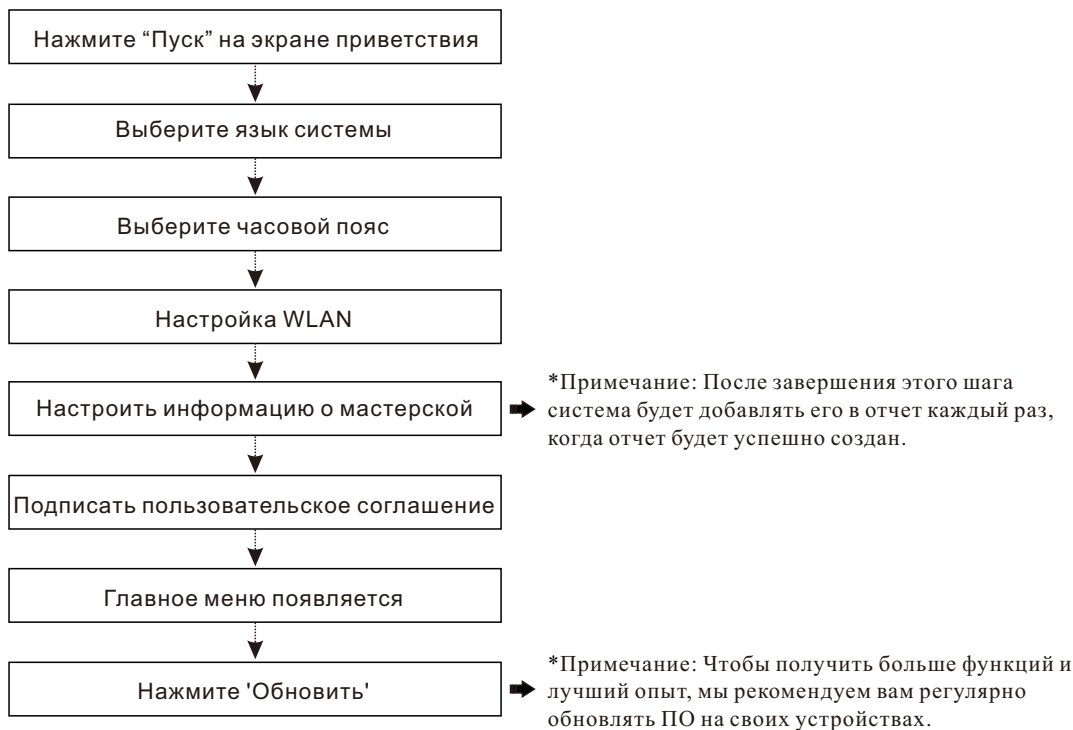 Нажмите “Пуск” на экране приветствия
Выберите язык системы
Выберите часовой пояс
Настройка WLAN
Настроить информацию о мастерской
*Примечание: После завершения этого шага
система будет добавлять его в отчет каждый раз,
когда отчет будет успешно создан.
Подписать пользовательское соглашение
Главное меню появляется
Нажмите 'Обновить'
*Примечание: Чтобы получить больше функций и
лучший опыт, мы рекомендуем вам регулярно
обновлять ПО на своих устройствах.